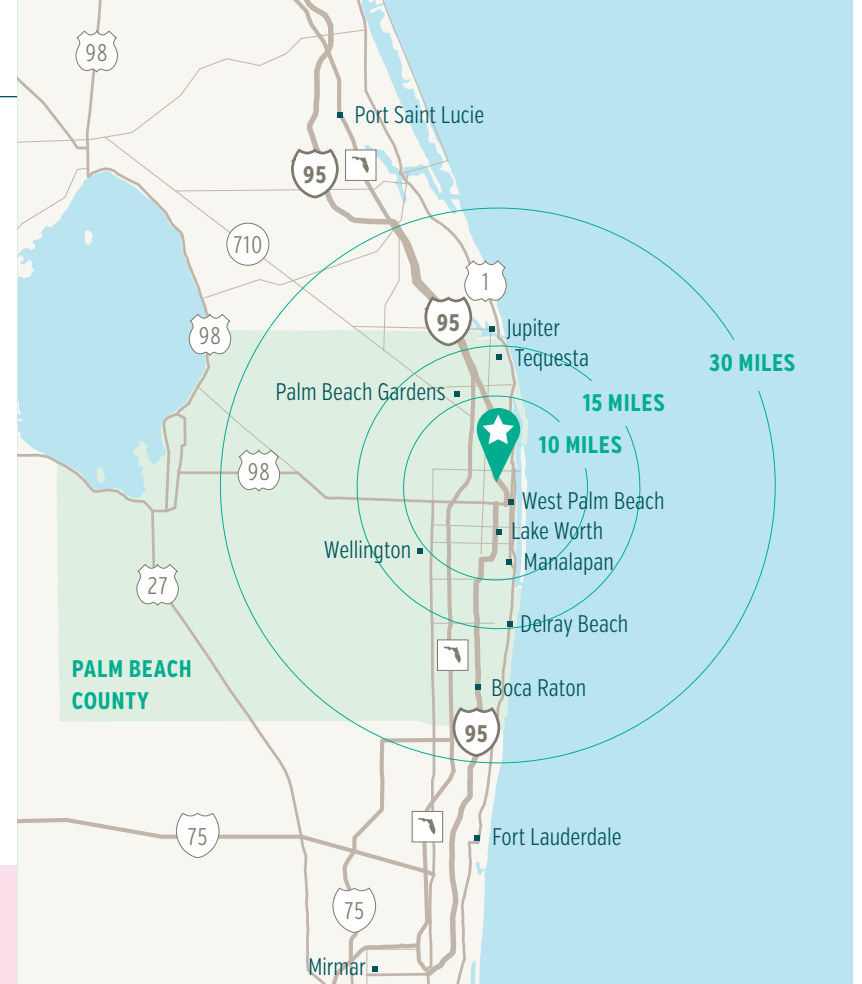 98
Port Saint Lucie
95
710
1
95
98
Jupiter
Tequesta
30 MILES
Palm Beach Gardens
15 MILES
10 MILES
98
West Palm Beach
Lake Worth
Wellington
Manalapan
27
Delray Beach
PALM BEACH
COUNTY
Boca Raton
95
75
Fort Lauderdale
75
Mirmar